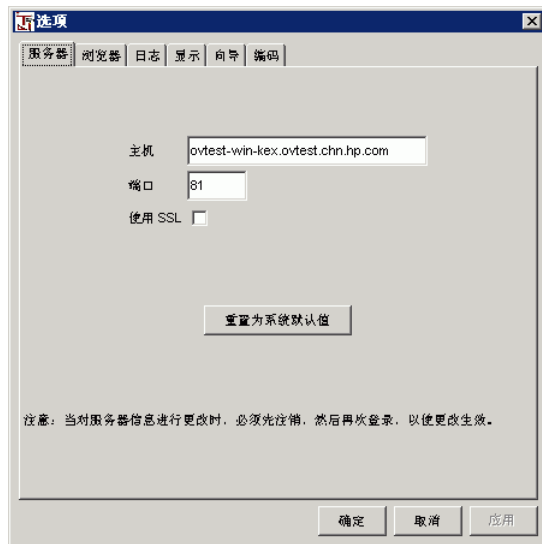 选项
服务器 浏览器 日志 显示 向导 编码
主机 ovtest-win-kex.ovtest.chn.hp.com
端口 81
使用 SSL
重置为系统默认值
注意：当对服务器信息进行更改时，必须先注销，然后再次登录，以使更改生效。
确定 取消 应用